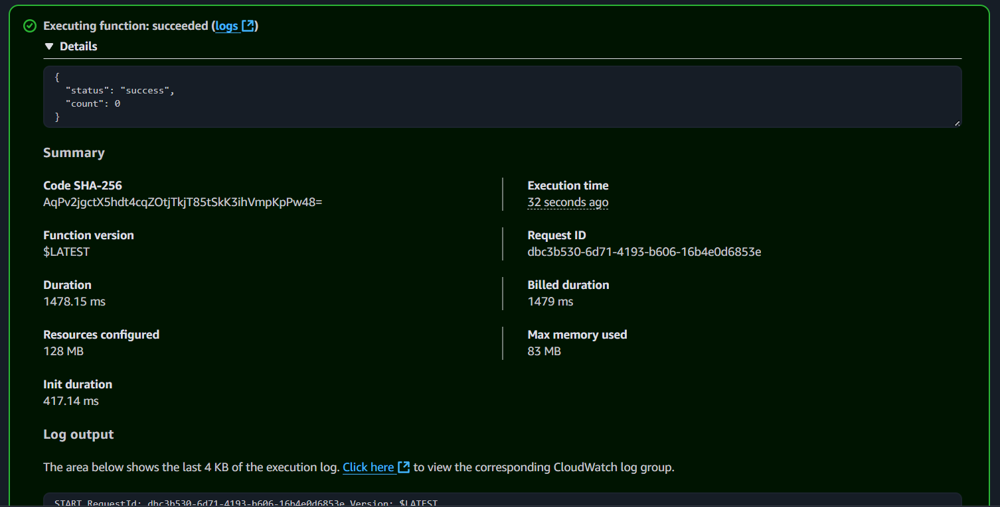 Executing function: succeeded (logs)
Details
{
  "status": "success",
  "count": 0
}
Summary
Code SHA-256
AqPv2jgctX5hdt4cqZOtjTkjT85tSkK3ihVmpKpPw48=
Execution time
32 seconds ago
Function version
$LATEST
Request ID
dbc3b530-6d71-4193-b606-16b4e0d6853e
Duration
1478.15 ms
Billed duration
1479 ms
Resources configured
128 MB
Max memory used
83 MB
Init duration
417.14 ms
Log output
The area below shows the last 4 KB of the execution log. Click here to view the corresponding CloudWatch log group.
START RequestId: dbc3b530-6d71-4193-b606-16b4e0d6853e Version: $LATEST